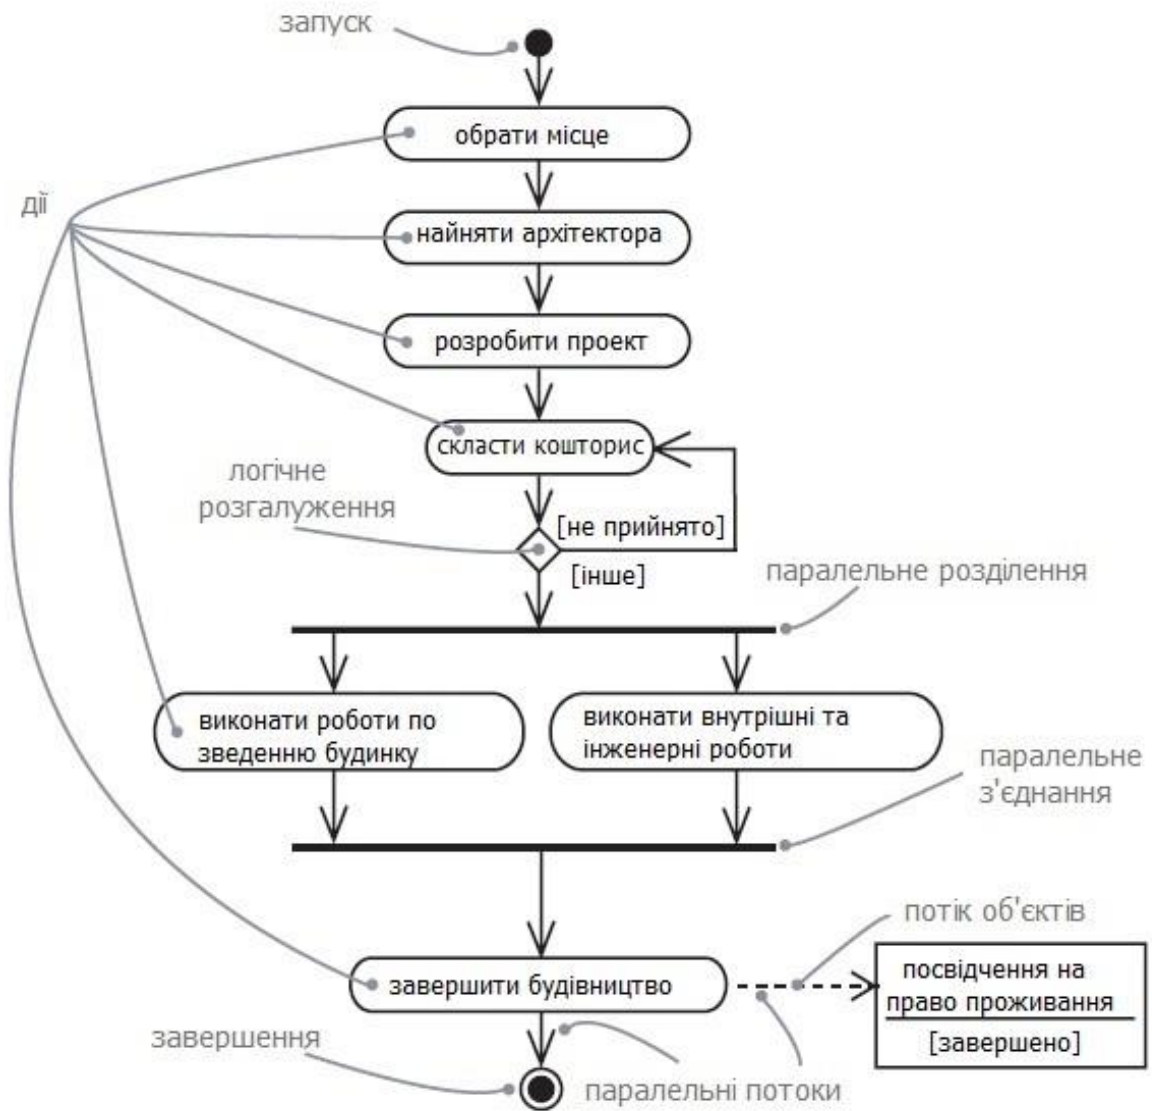 запуск
обрати місце
дії
найняти архітектора
розробити проект
скласти кошторис
логічне
розгалуження
[не прийнято]
[інше]
паралельне розділення
виконати роботи по
зведенню будинку
виконати внутрішні та
інженерні роботи
паралельне
з'єднання
потік об'єктів
завершити будівництво
посвідчення на
право проживання
[завершено]
завершення
паралельні потоки